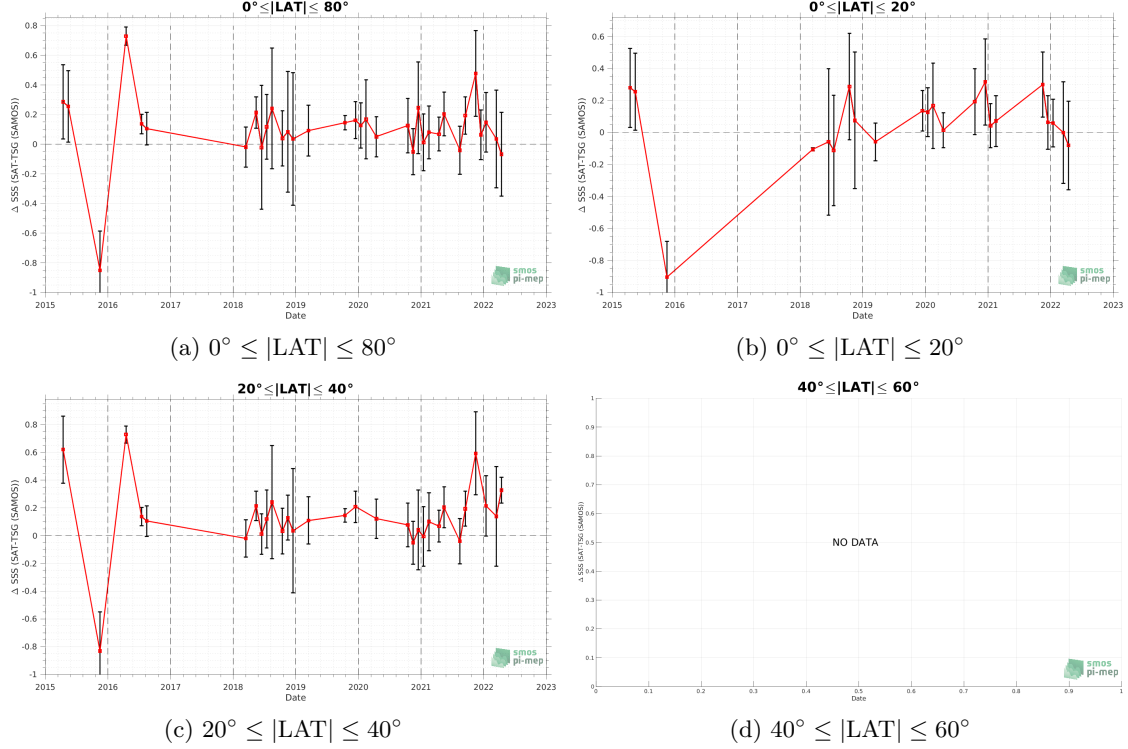 0°≤|LAT|≤ 80°
Δ SSS (SAT-TSG (SAMOS))
0.8
0.6
0.4
0.2
0
-0.2
-0.4
-0.6
-0.8
-1
2015 2016 2017 2018 2019 2020 2021 2022 2023
Date
smos
pi-mep
(a) 0° ≤ |LAT| ≤ 80°
0°≤|LAT|≤ 20°
Δ SSS (SAT-TSG (SAMOS))
0.6
0.4
0.2
0
-0.2
-0.4
-0.6
-0.8
-1
2015 2016 2017 2018 2019 2020 2021 2022 2023
Date
smos
pi-mep
(b) 0° ≤ |LAT| ≤ 20°
20°≤|LAT|≤ 40°
Δ SSS (SAT-TSG (SAMOS))
0.8
0.6
0.4
0.2
0
-0.2
-0.4
-0.6
-0.8
-1
2015 2016 2017 2018 2019 2020 2021 2022 2023
Date
smos
pi-mep
(c) 20° ≤ |LAT| ≤ 40°
40°≤|LAT|≤ 60°
Δ SSS (SAT-TSG (SAMOS))
1
0.9
0.8
0.7
0.6
0.5
0.4
0.3
0.2
0.1
0
NO DATA
0 0.1 0.2 0.3 0.4 0.5 0.6 0.7 0.8 0.9 1
Date
smos
pi-mep
(d) 40° ≤ |LAT| ≤ 60°